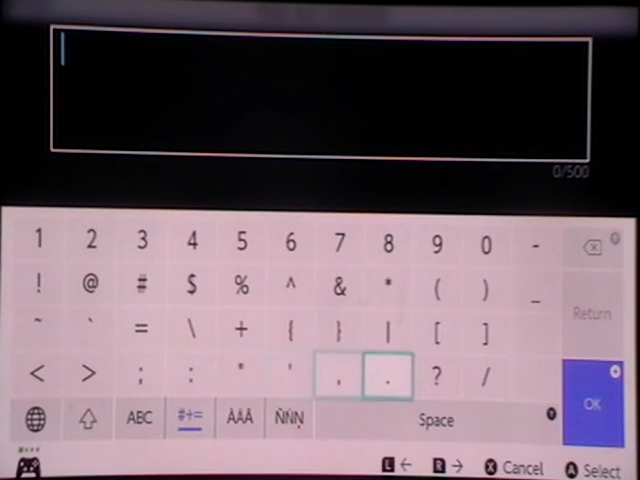 0/500
1 2 3 4 5 6 7 8 9 0 -
! @ # $ % ^ & * ( ) _
~ ` = \ + { } | [ ] Return
< > ; : " ' , . ? / OK
ABC #+= ÀÁÂ ÑŃŅ Space
L ← R → X Cancel A Select